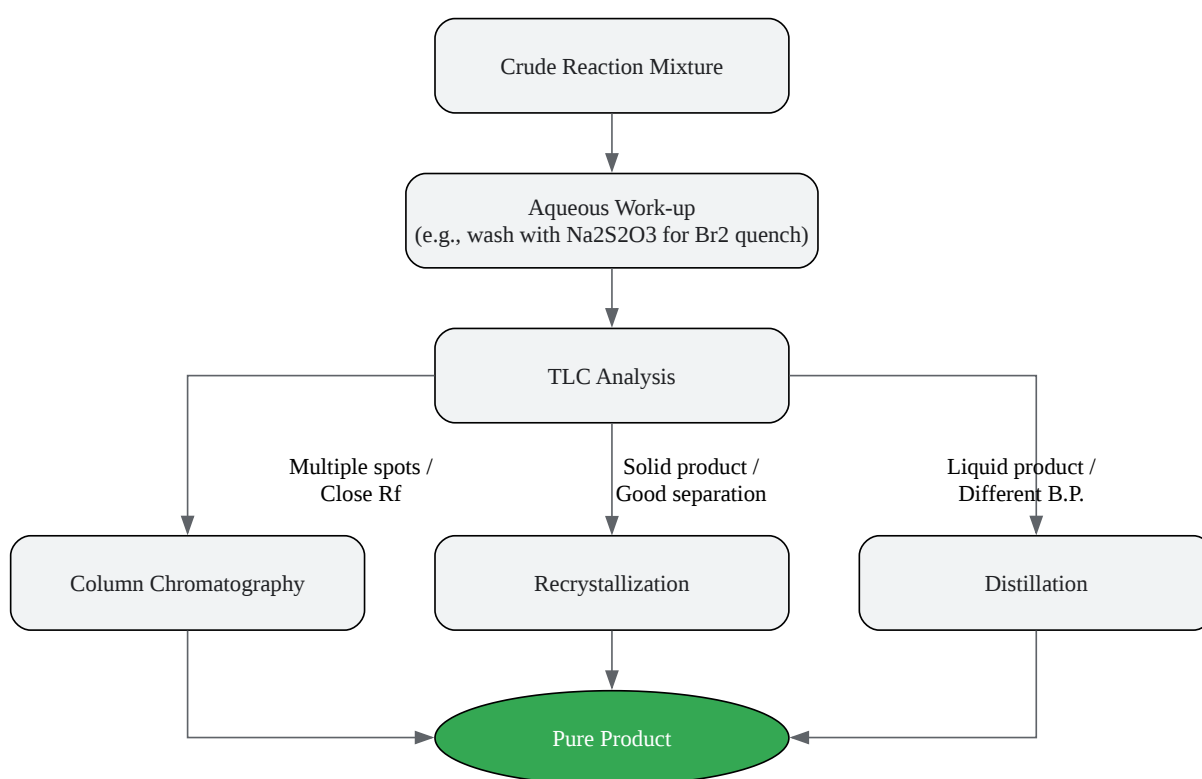 Crude Reaction Mixture
Aqueous Work-up
(e.g., wash with Na2S2O3 for Br2 quench)
TLC Analysis
Multiple spots /
Close Rf
Solid product /
Good separation
Liquid product /
Different B.P.
Column Chromatography
Recrystallization
Distillation
Pure Product